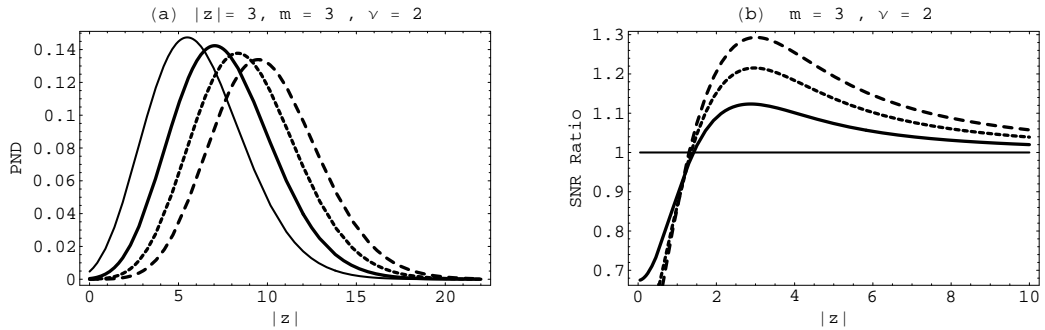 (a) |z|= 3, m = 3 , ν = 2
PND
0.14
0.12
0.1
0.08
0.06
0.04
0.02
0
0 5 10 15 20
|z|
(b) m = 3 , ν = 2
SNR Ratio
1.3
1.2
1.1
1
0.9
0.8
0.7
0 2 4 6 8 10
|z|